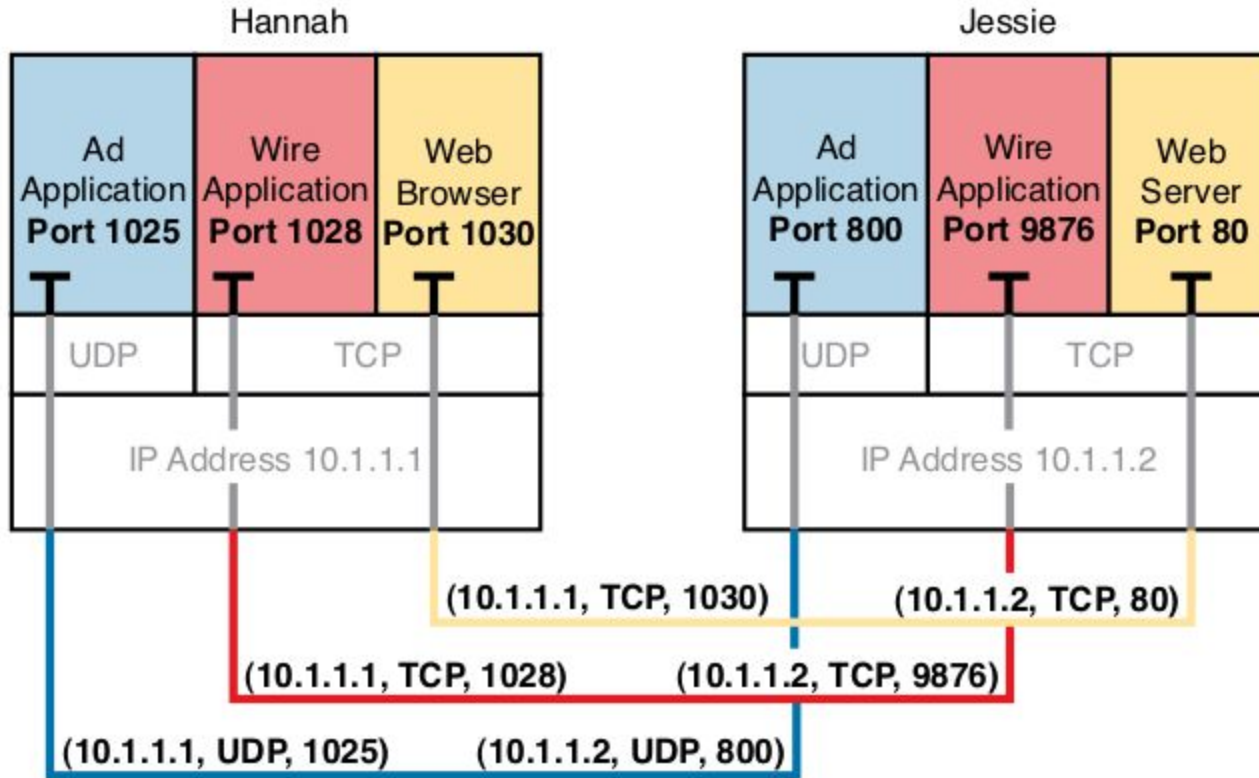 Hannah
Jessie
Ad
Application
Port 1025
Wire
Application
Port 1028
Web
Browser
Port 1030
Ad
Application
Port 800
Wire
Application
Port 9876
Web
Server
Port 80
UDP
TCP
UDP
TCP
IP Address 10.1.1.1
IP Address 10.1.1.2
(10.1.1.1, TCP, 1030)
(10.1.1.2, TCP, 80)
(10.1.1.1, TCP, 1028)
(10.1.1.2, TCP, 9876)
(10.1.1.1, UDP, 1025)
(10.1.1.2, UDP, 800)